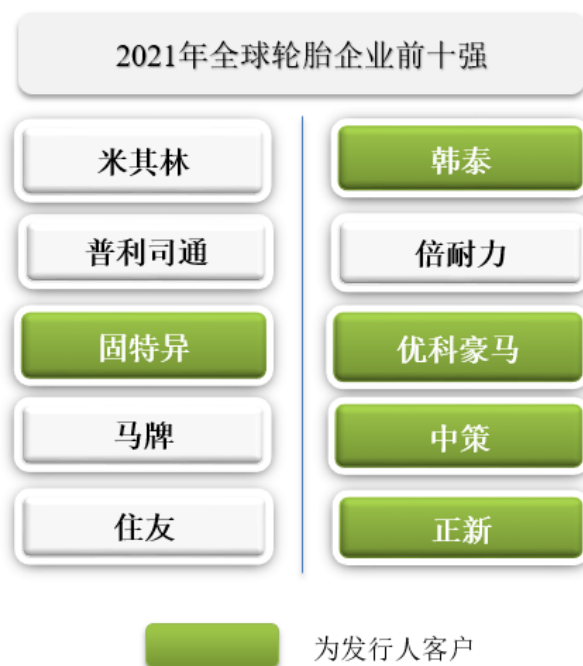 2021年全球轮胎企业前十强
米其林
普利司通
固特异
马牌
住友
韩泰
倍耐力
优科豪马
中策
正新
为发行人客户